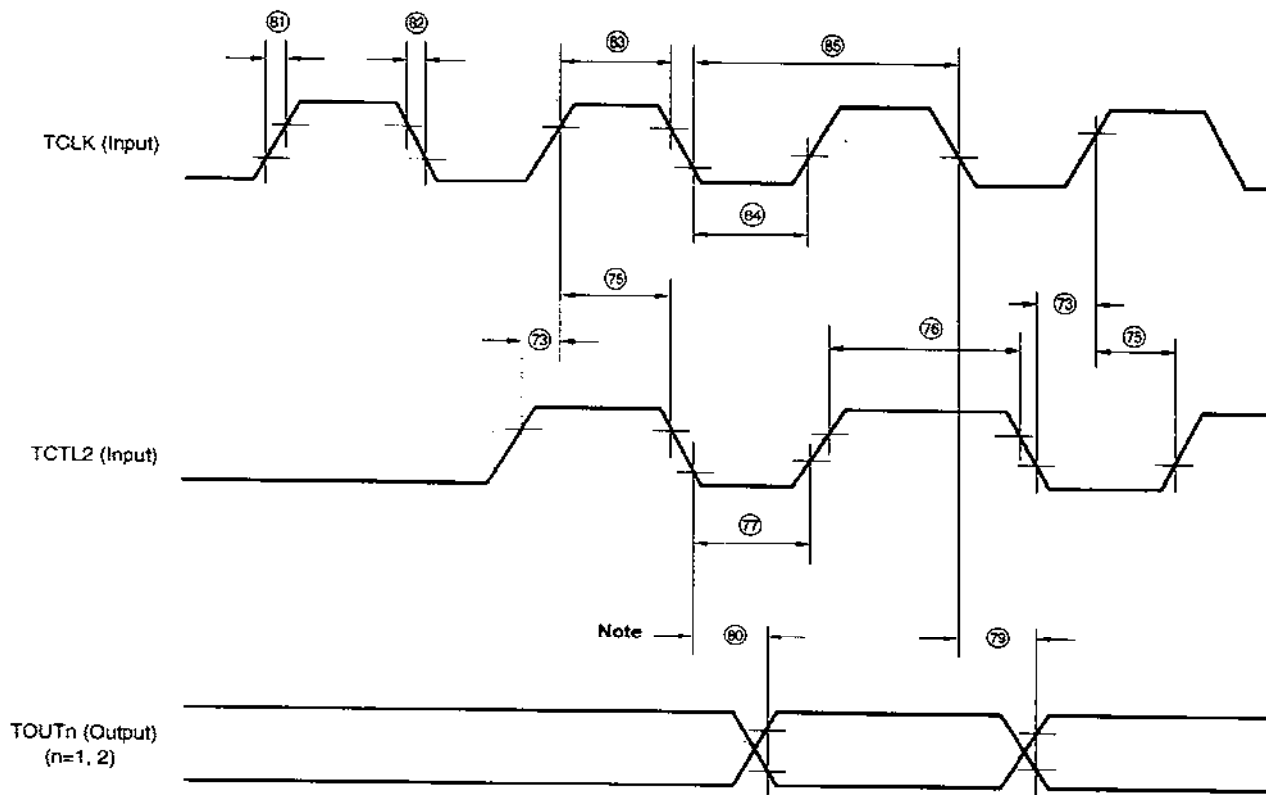 81 82 83 85
TCLK (Input)
84
75
73 76 73 75
TCTL2 (Input)
77
Note 80 79
TOUTn (Output)
(n=1, 2)